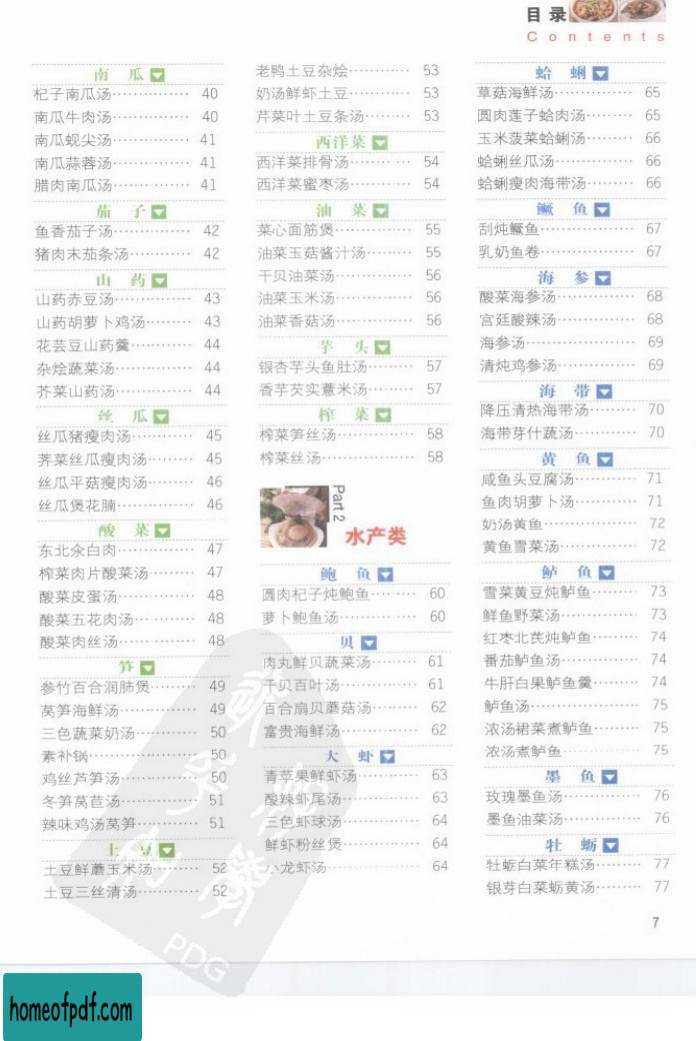 目录
Contents
南 瓜
杞子南瓜汤 40
南瓜牛肉汤 40
南瓜蚬尖汤 41
南瓜蒜蓉汤 41
腊肉南瓜汤 41
茄 子
鱼香茄子汤 42
猪肉末茄条汤 42
山 药
山药赤豆汤 43
山药胡萝卜鸡汤 43
花芸豆山药羹 44
杂烩蔬菜汤 44
芥菜山药汤 44
丝 瓜
丝瓜猪瘦肉汤 45
荠菜丝瓜瘦肉汤 45
丝瓜平菇瘦肉汤 46
丝瓜煲花腩 46
酸 菜
东北汆白肉 47
榨菜肉片酸菜汤 47
酸菜皮蛋汤 48
酸菜五花肉汤 48
酸菜肉丝汤 48
笋
参竹百合润肺煲 49
莴笋海鲜汤 49
三色蔬菜奶汤 50
素补锅 50
鸡丝芦笋汤 50
冬笋莴苣汤 51
辣味鸡汤莴笋 51
土 豆
土豆鲜蘑玉米汤 52
土豆三丝清汤 52
老鸭土豆杂烩 53
奶汤鲜虾土豆 53
芹菜叶土豆条汤 53
西洋菜
西洋菜排骨汤 54
西洋菜蜜枣汤 54
油 菜
菜心面筋煲 55
油菜玉菇酱汁汤 55
干贝油菜汤 56
油菜玉米汤 56
油菜香菇汤 56
芋 头
银杏芋头鱼肚汤 57
香芋芡实薏米汤 57
榨 菜
榨菜笋丝汤 58
榨菜丝汤 58
Part 2
水产类
鲍 鱼
圆肉杞子炖鲍鱼 60
萝卜鲍鱼汤 60
贝
肉丸鲜贝蔬菜汤 61
干贝百叶汤 61
百合扇贝蘑菇汤 62
富贵海鲜汤 62
大 虾
青苹果鲜虾汤 63
酸辣虾尾汤 63
三色虾球汤 64
鲜虾粉丝煲 64
小龙虾汤 64
蛤 蜊
草菇海鲜汤 65
圆肉莲子蛤肉汤 65
玉米菠菜蛤蜊汤 66
蛤蜊丝瓜汤 66
蛤蜊瘦肉海带汤 66
鳜 鱼
刮炖鳜鱼 67
乳奶鱼卷 67
海 参
酸菜海参汤 68
宫廷酸辣汤 68
海参汤 69
清炖鸡参汤 69
海 带
降压清热海带汤 70
海带芽什蔬汤 70
黄 鱼
咸鱼头豆腐汤 71
鱼肉胡萝卜汤 71
奶汤黄鱼 72
黄鱼雪菜汤 72
鲈 鱼
雪菜黄豆炖鲈鱼 73
鲜鱼野菜汤 73
红枣北芪炖鲈鱼 74
番茄鲈鱼汤 74
牛肝白果鲈鱼羹 74
鲈鱼汤 75
浓汤裙菜煮鲈鱼 75
浓汤煮鲈鱼 75
墨 鱼
玫瑰墨鱼汤 76
墨鱼油菜汤 76
牡 蛎
牡蛎白菜年糕汤 77
银芽白菜蛎黄汤 77
7
PDG
homeofpdf.com